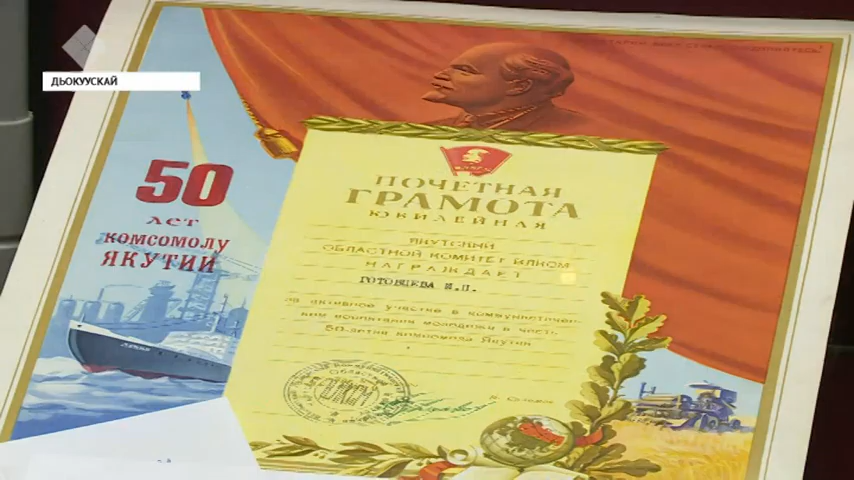 ДЬОКУУСКАЙ
50
ЛЕТ
КОМСОМОЛУ
ЯКУТИИ
ПОЧЕТНАЯ
ГРАМОТА
ЮБИЛЕЙНАЯ
ЯКУТСКИЙ
ОБЛАСТНОЙ КОМИТЕТ ВЛКСМ
НАГРАЖДАЕТ
ГОТОВЦЕВА
за активное участие в коммунистичес-
ком воспитании молодежи в честь
50-летия комсомола Якутии